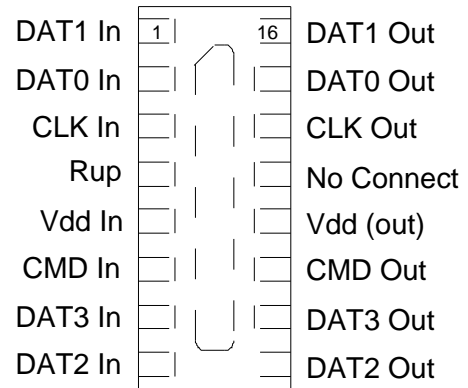 DAT1 In 1 16 DAT1 Out
DAT0 In DAT0 Out
CLK In CLK Out
Rup No Connect
Vdd In Vdd (out)
CMD In CMD Out
DAT3 In DAT3 Out
DAT2 In DAT2 Out